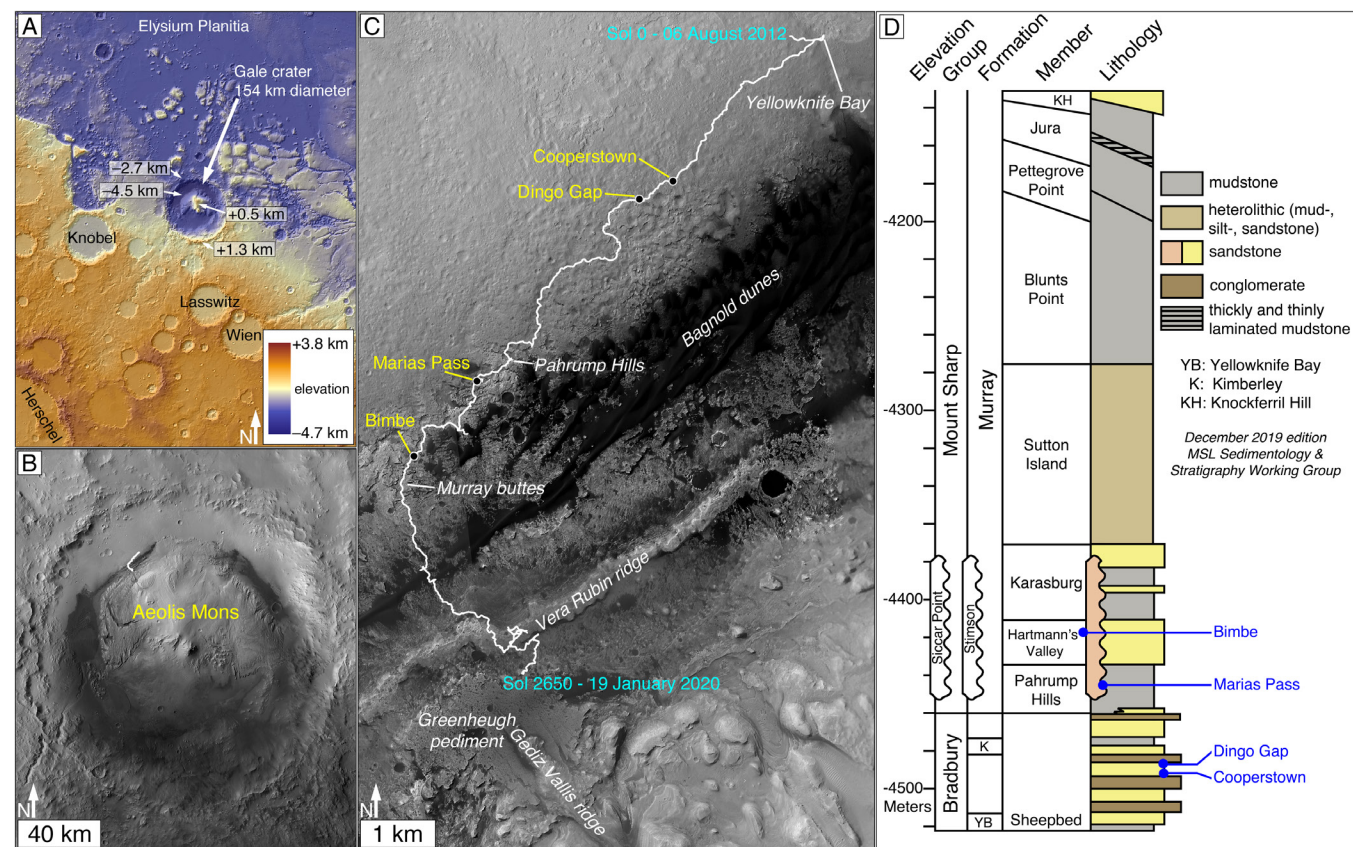 A
Elysium Planitia
Gale crater
154 km diameter
−2.7 km
−4.5 km
+0.5 km
+1.3 km
Knobel
Lasswitz
Wien
Herschel
+3.8 km
elevation
−4.7 km
N
B
Aeolis Mons
N
40 km
C
Sol 0 - 06 August 2012
Yellowknife Bay
Cooperstown
Dingo Gap
Bagnold dunes
Pahrump Hills
Marias Pass
Bimbe
Murray buttes
Vera Rubin ridge
Sol 2650 - 19 January 2020
Greenheugh
pediment
Gediz Vallis ridge
N
1 km
D
Elevation
Group
Formation
Member
Lithology
KH
Jura
Pettegrove
Point
-4200
Blunts
Point
-4300
Mount Sharp
Murray
Sutton
Island
Karasburg
-4400
Siccar Point
Stimson
Hartmann's
Valley
Pahrump
Hills
Bradbury
K
-4500
Meters
YB
Sheepbed
Bimbe
Marias Pass
Dingo Gap
Cooperstown
mudstone
heterolithic (mud-,
silt-, sandstone)
sandstone
conglomerate
thickly and thinly
laminated mudstone
YB: Yellowknife Bay
K: Kimberley
KH: Knockferril Hill
December 2019 edition
MSL Sedimentology &
Stratigraphy Working Group